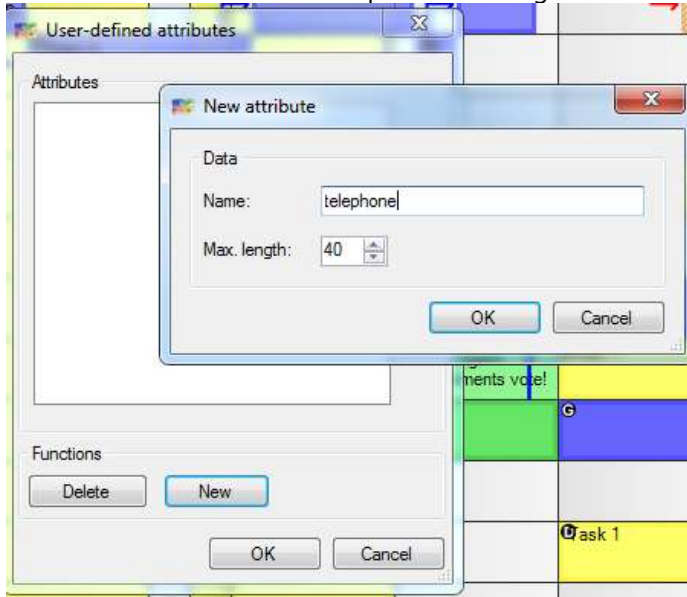 User-defined attributes
Attributes
New attribute
Data
Name: telephone
Max. length: 40
OK Cancel
ments vote!
G
Functions
Delete New
OK Cancel
Task 1